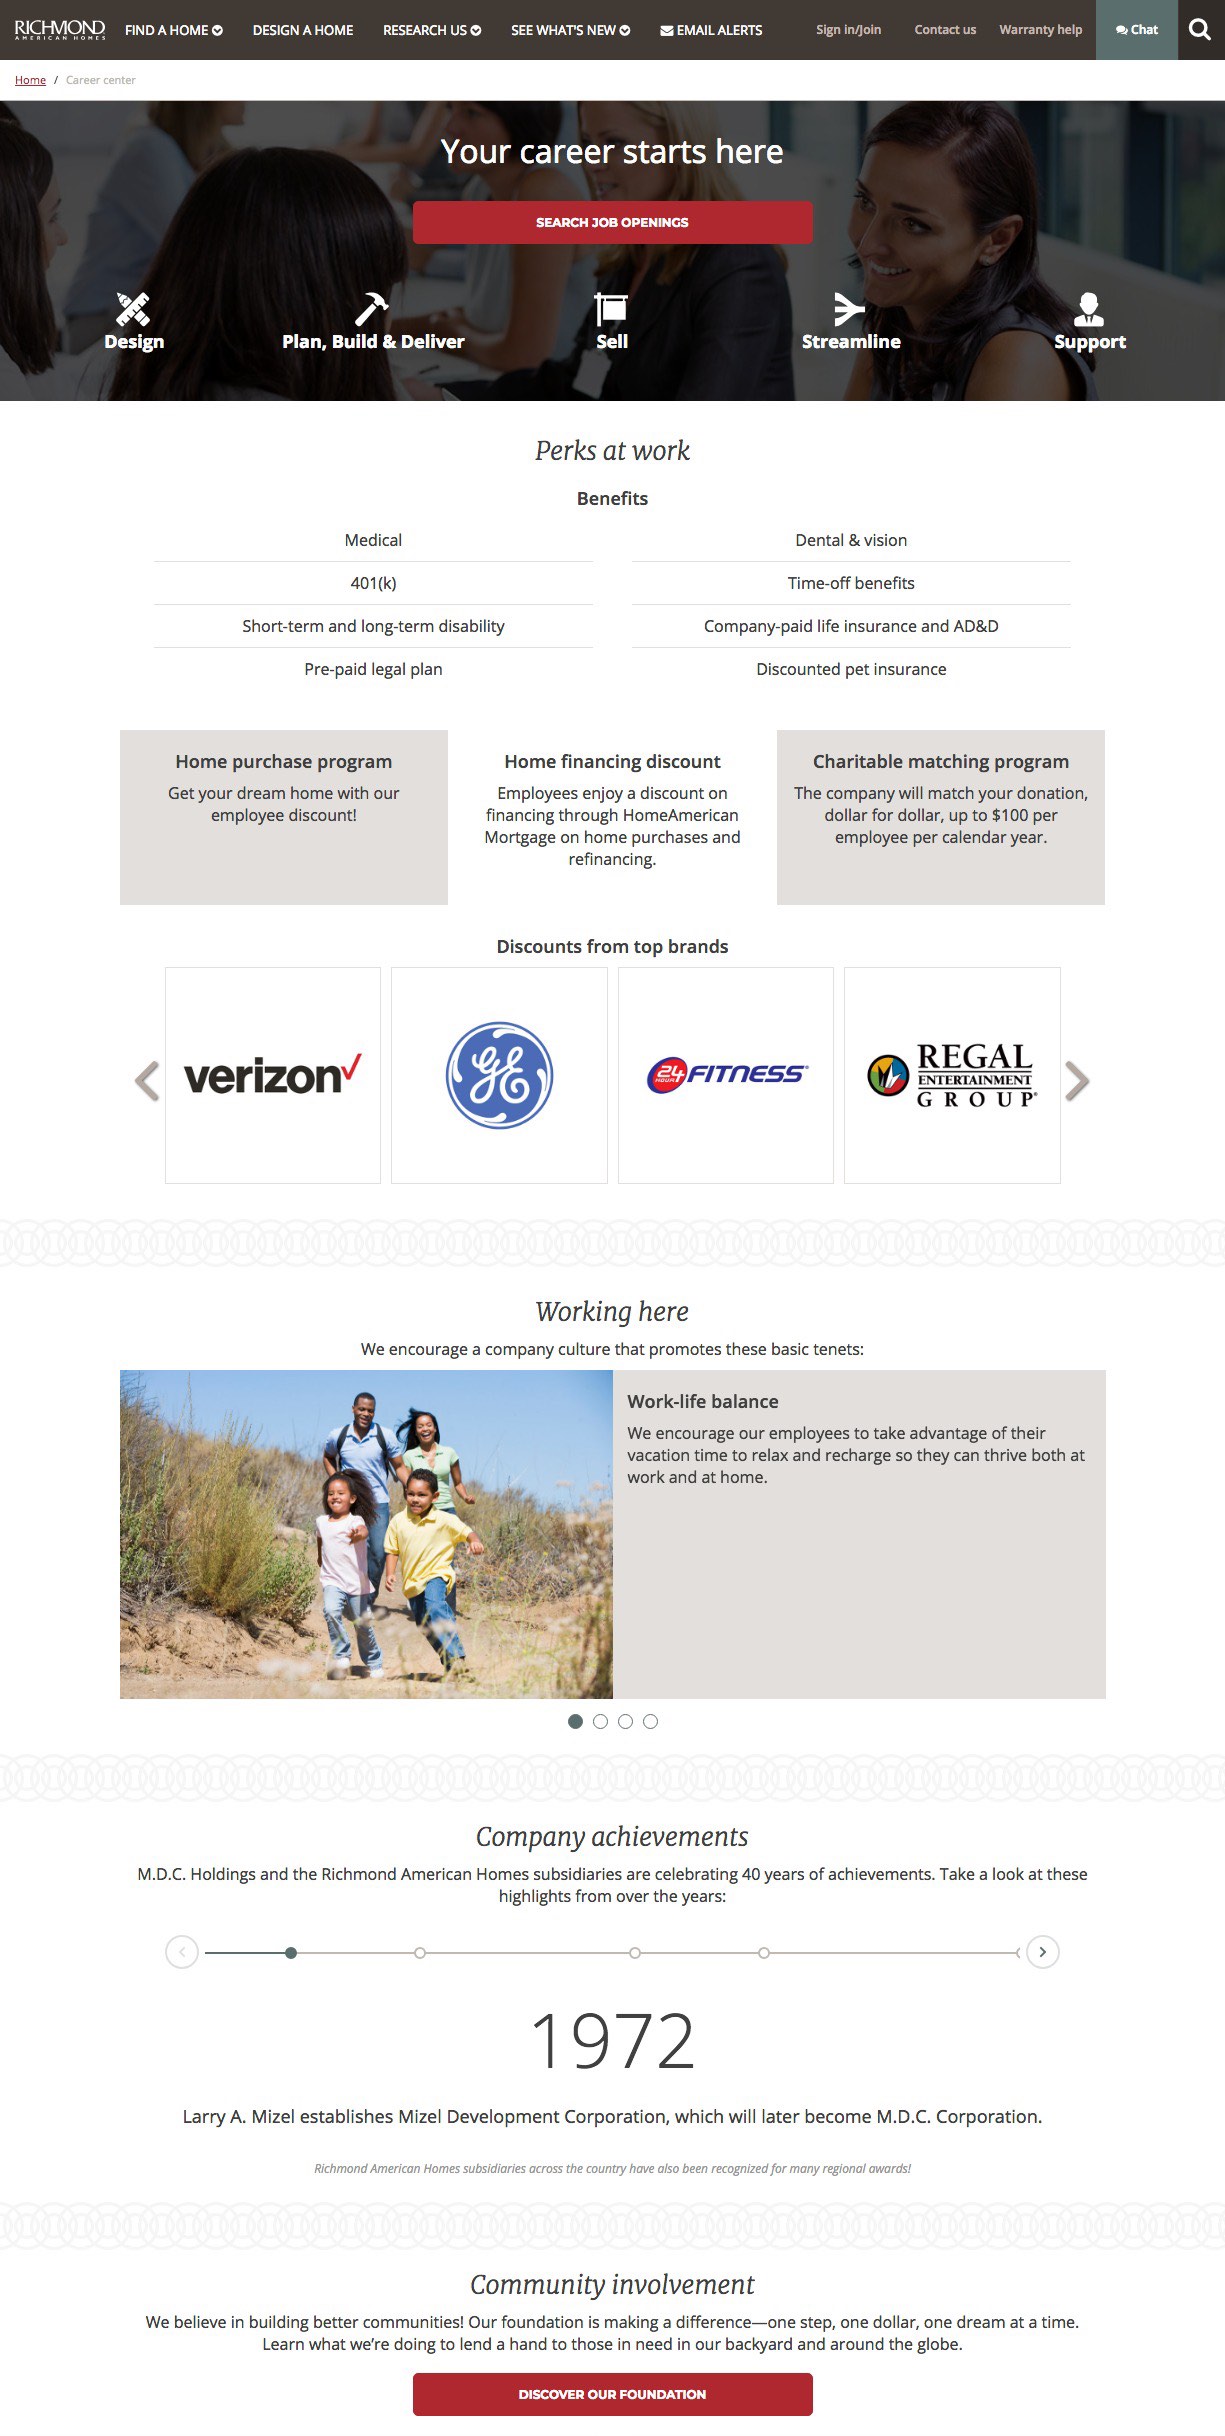 RICHMOND
AMERICAN HOMES
FIND A HOME
DESIGN A HOME
RESEARCH US
SEE WHAT'S NEW
EMAIL ALERTS
Sign in/Join
Contact us
Warranty help
Chat
Home / Career center
Your career starts here
SEARCH JOB OPENINGS
Design
Plan, Build & Deliver
Sell
Streamline
Support
Perks at work
Benefits
Medical
Dental & vision
401(k)
Time-off benefits
Short-term and long-term disability
Company-paid life insurance and AD&D
Pre-paid legal plan
Discounted pet insurance
Home purchase program
Get your dream home with our
employee discount!
Home financing discount
Employees enjoy a discount on
financing through HomeAmerican
Mortgage on home purchases and
refinancing.
Charitable matching program
The company will match your donation,
dollar for dollar, up to $100 per
employee per calendar year.
Discounts from top brands
verizon
GE
24 HOUR FITNESS
REGAL
ENTERTAINMENT
GROUP
Working here
We encourage a company culture that promotes these basic tenets:
Work-life balance
We encourage our employees to take advantage of their
vacation time to relax and recharge so they can thrive both at
work and at home.
Company achievements
M.D.C. Holdings and the Richmond American Homes subsidiaries are celebrating 40 years of achievements. Take a look at these
highlights from over the years:
1972
Larry A. Mizel establishes Mizel Development Corporation, which will later become M.D.C. Corporation.
Richmond American Homes subsidiaries across the country have also been recognized for many regional awards!
Community involvement
We believe in building better communities! Our foundation is making a difference—one step, one dollar, one dream at a time.
Learn what we're doing to lend a hand to those in need in our backyard and around the globe.
DISCOVER OUR FOUNDATION